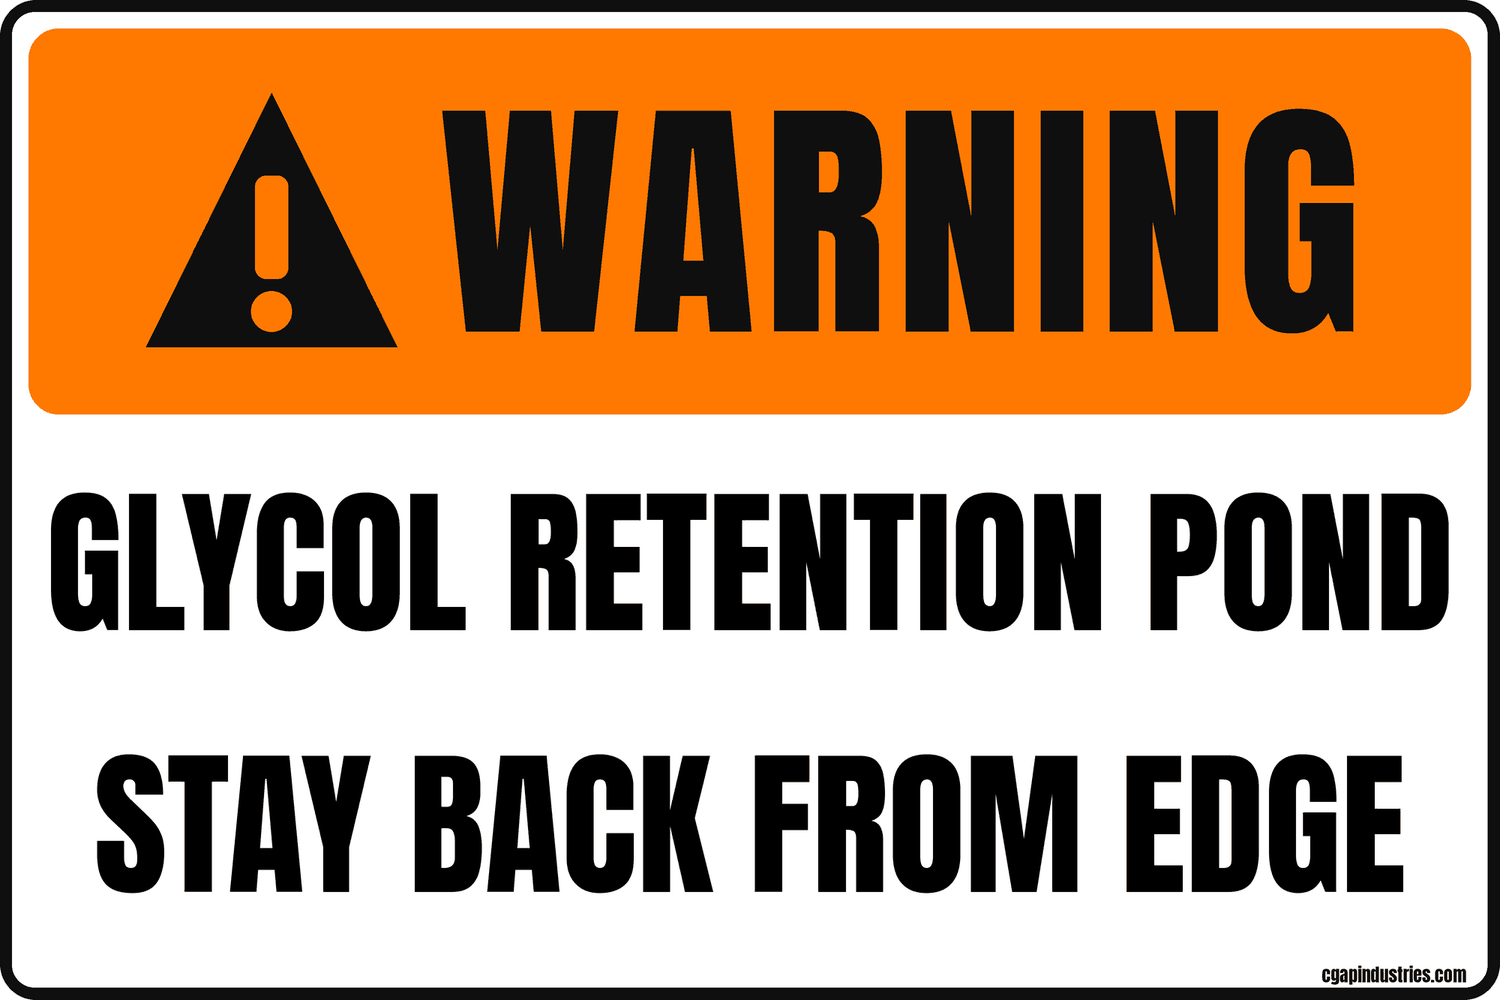 WARNING
GLYCOL RETENTION POND
STAY BACK FROM EDGE
cgapindustries.com